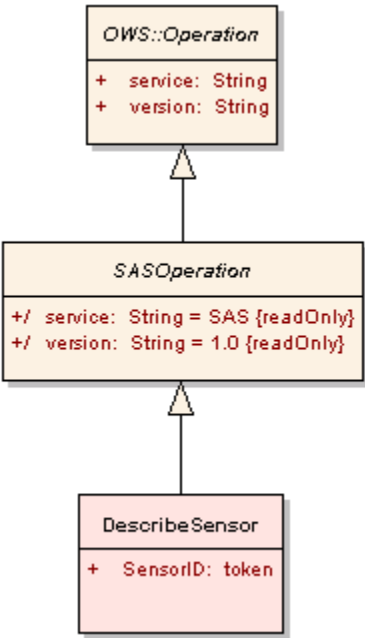 OWS::Operation
+ service: String
+ version: String
SASOperation
+/ service: String = SAS {readOnly}
+/ version: String = 1.0 {readOnly}
DescribeSensor
+ SensorID: token